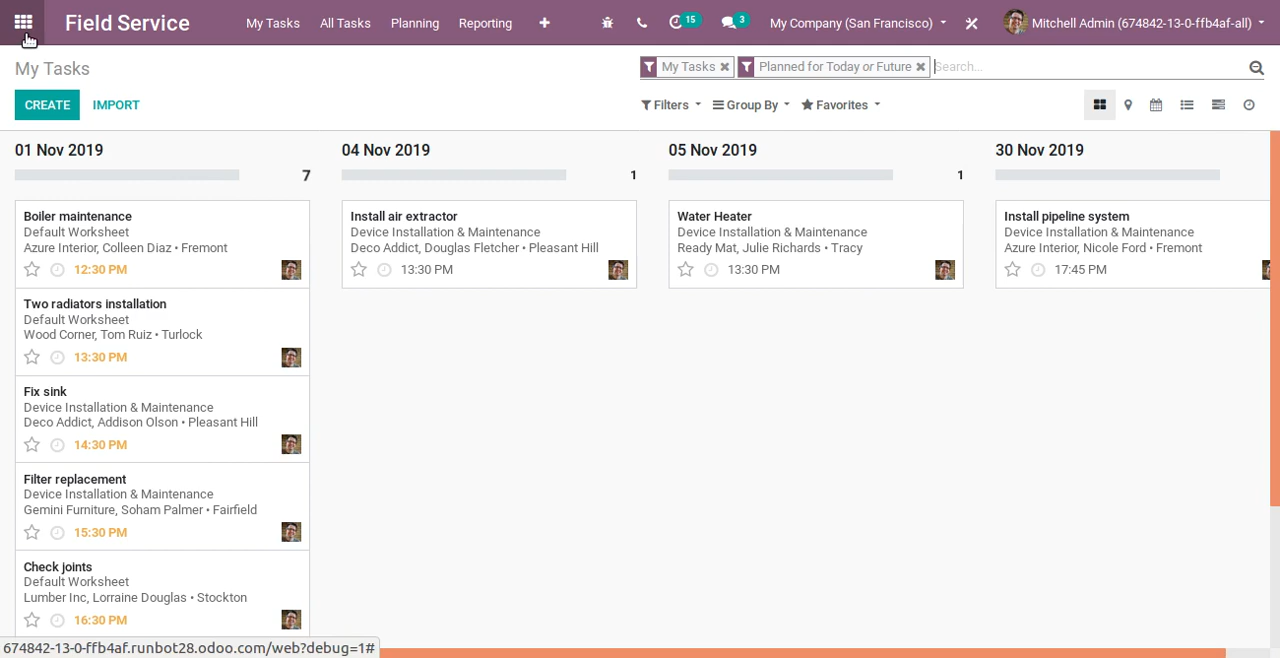 Field Service My Tasks All Tasks Planning Reporting 15 3 My Company (San Francisco) Mitchell Admin (674842-13-0-ffb4af-all)
My Tasks My Tasks Planned for Today or Future Search...
CREATE IMPORT Filters Group By Favorites
01 Nov 2019
7
Boiler maintenance
Default Worksheet
Azure Interior, Colleen Diaz • Fremont
12:30 PM
Two radiators installation
Default Worksheet
Wood Corner, Tom Ruiz • Turlock
13:30 PM
Fix sink
Device Installation & Maintenance
Deco Addict, Addison Olson • Pleasant Hill
14:30 PM
Filter replacement
Device Installation & Maintenance
Gemini Furniture, Soham Palmer • Fairfield
15:30 PM
Check joints
Default Worksheet
Lumber Inc, Lorraine Douglas • Stockton
16:30 PM
04 Nov 2019
1
Install air extractor
Device Installation & Maintenance
Deco Addict, Douglas Fletcher • Pleasant Hill
13:30 PM
05 Nov 2019
1
Water Heater
Device Installation & Maintenance
Ready Mat, Julie Richards • Tracy
13:30 PM
30 Nov 2019
Install pipeline system
Device Installation & Maintenance
Azure Interior, Nicole Ford • Fremont
17:45 PM
674842-13-0-ffb4af.runbot28.odoo.com/web?debug=1#